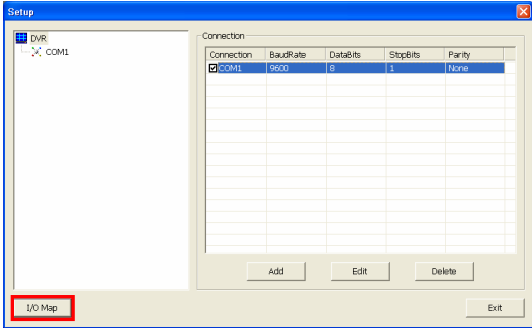 Setup
DVR
COM1
Connection
Connection BaudRate DataBits StopBits Parity
COM1 9600 8 1 None
Add Edit Delete
I/O Map Exit